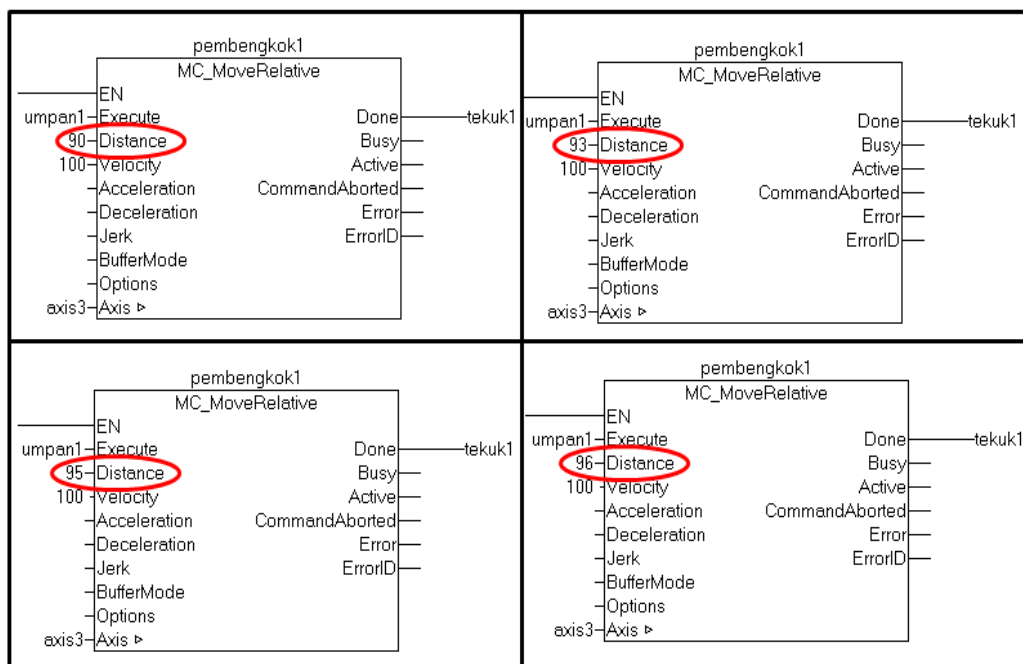 pembengkok1
MC_MoveRelative
EN
umpan1 Execute Done tekuk1
90 Distance Busy
100 Velocity Active
Acceleration CommandAborted
Deceleration Error
Jerk ErrorID
BufferMode
Options
axis3 Axis ▹
pembengkok1
MC_MoveRelative
EN
umpan1 Execute Done tekuk1
93 Distance Busy
100 Velocity Active
Acceleration CommandAborted
Deceleration Error
Jerk ErrorID
BufferMode
Options
axis3 Axis ▹
pembengkok1
MC_MoveRelative
EN
umpan1 Execute Done tekuk1
95 Distance Busy
100 Velocity Active
Acceleration CommandAborted
Deceleration Error
Jerk ErrorID
BufferMode
Options
axis3 Axis ▹
pembengkok1
MC_MoveRelative
EN
umpan1 Execute Done tekuk1
96 Distance Busy
100 Velocity Active
Acceleration CommandAborted
Deceleration Error
Jerk ErrorID
BufferMode
Options
axis3 Axis ▹